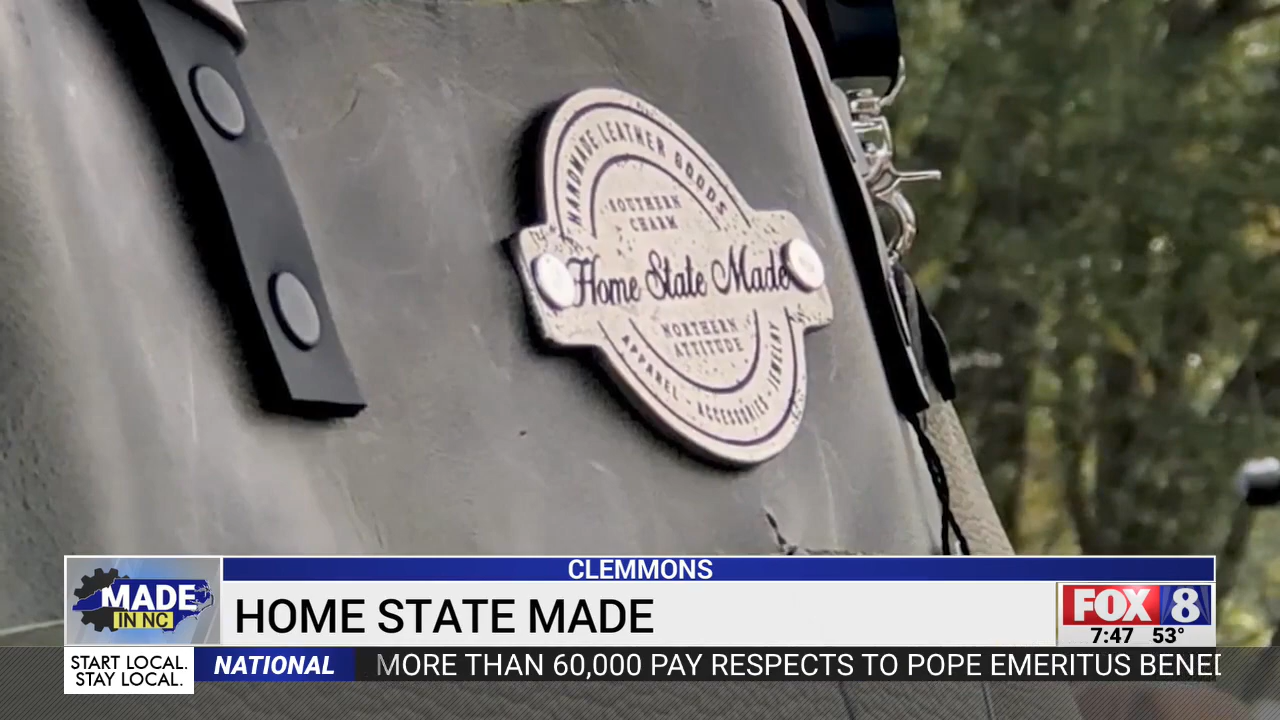 HANDMADE LEATHER GOODS
SOUTHERN
CHARM
Home State Made
NORTHERN
ATTITUDE
APPAREL - ACCESSORIES - JEWELRY
CLEMMONS
MADE
IN NC
HOME STATE MADE
FOX 8
7:47 53°
START LOCAL.
STAY LOCAL.
NATIONAL
MORE THAN 60,000 PAY RESPECTS TO POPE EMERITUS BENED